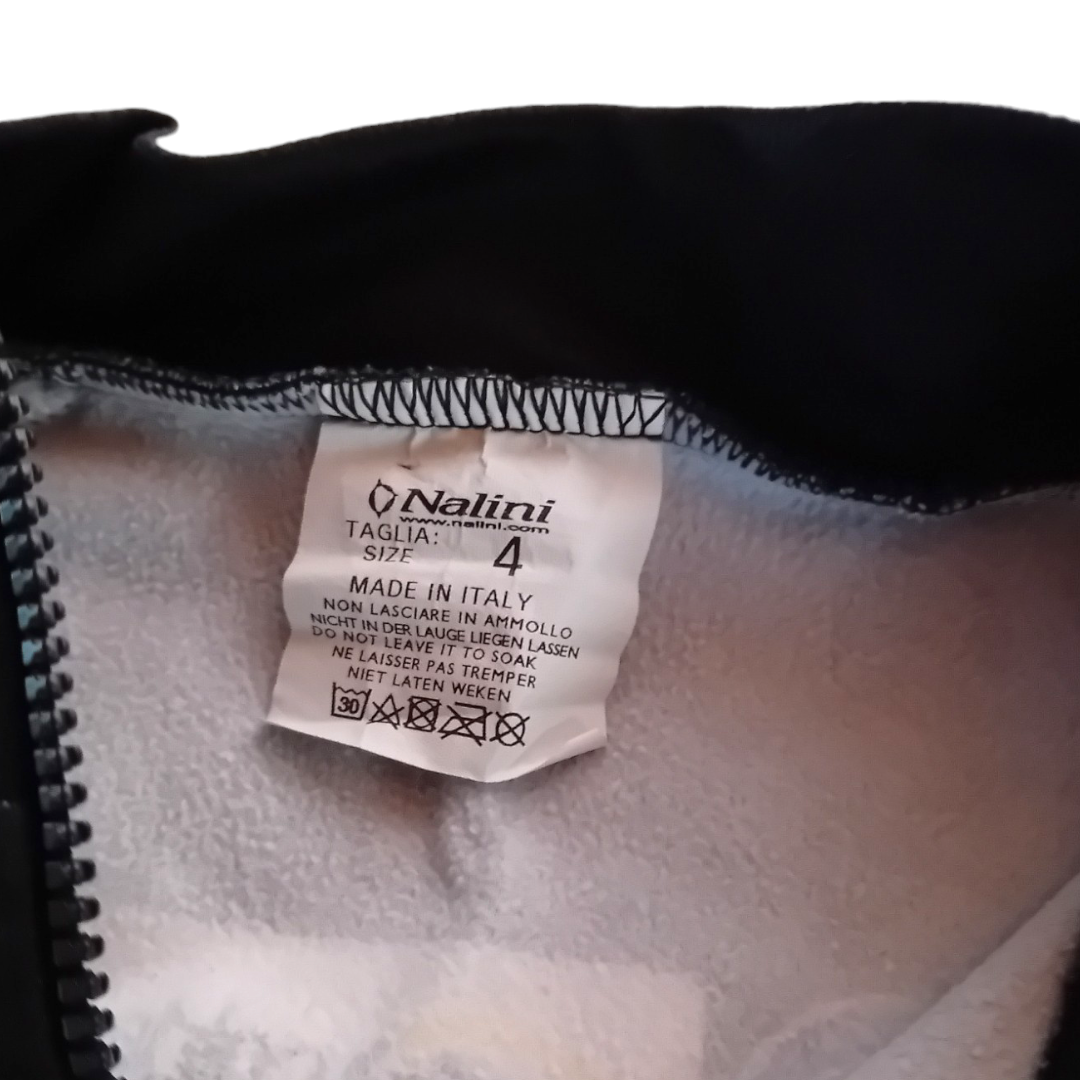 Nalini
www.nalini.com
TAGLIA:
SIZE 4
MADE IN ITALY
NON LASCIARE IN AMMOLLO
NICHT IN DER LAUGE LIEGEN LASSEN
DO NOT LEAVE IT TO SOAK
NE LAISSER PAS TREMPER
NIET LATEN WEKEN
30